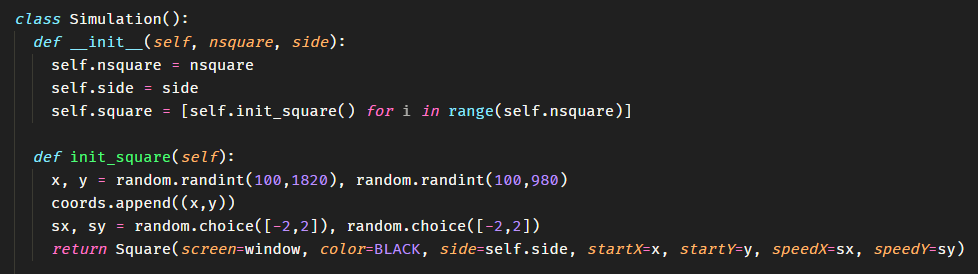 class Simulation():
  def __init__(self, nsquare, side):
    self.nsquare = nsquare
    self.side = side
    self.square = [self.init_square() for i in range(self.nsquare)]

  def init_square(self):
    x, y = random.randint(100,1820), random.randint(100,980)
    coords.append((x,y))
    sx, sy = random.choice([-2,2]), random.choice([-2,2])
    return Square(screen=window, color=BLACK, side=self.side, startX=x, startY=y, speedX=sx, speedY=sy)